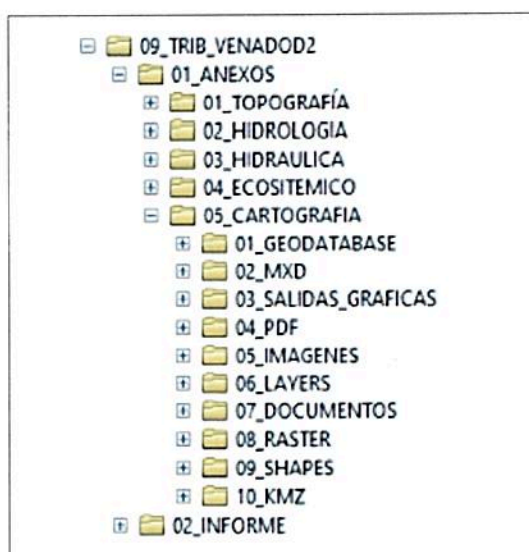 09_TRIB_VENADOD2
01_ANEXOS
01_TOPOGRAFÍA
02_HIDROLOGIA
03_HIDRAULICA
04_ECOSITEMICO
05_CARTOGRAFIA
01_GEODATABASE
02_MXD
03_SALIDAS_GRAFICAS
04_PDF
05_IMAGENES
06_LAYERS
07_DOCUMENTOS
08_RASTER
09_SHAPES
10_KMZ
02_INFORME